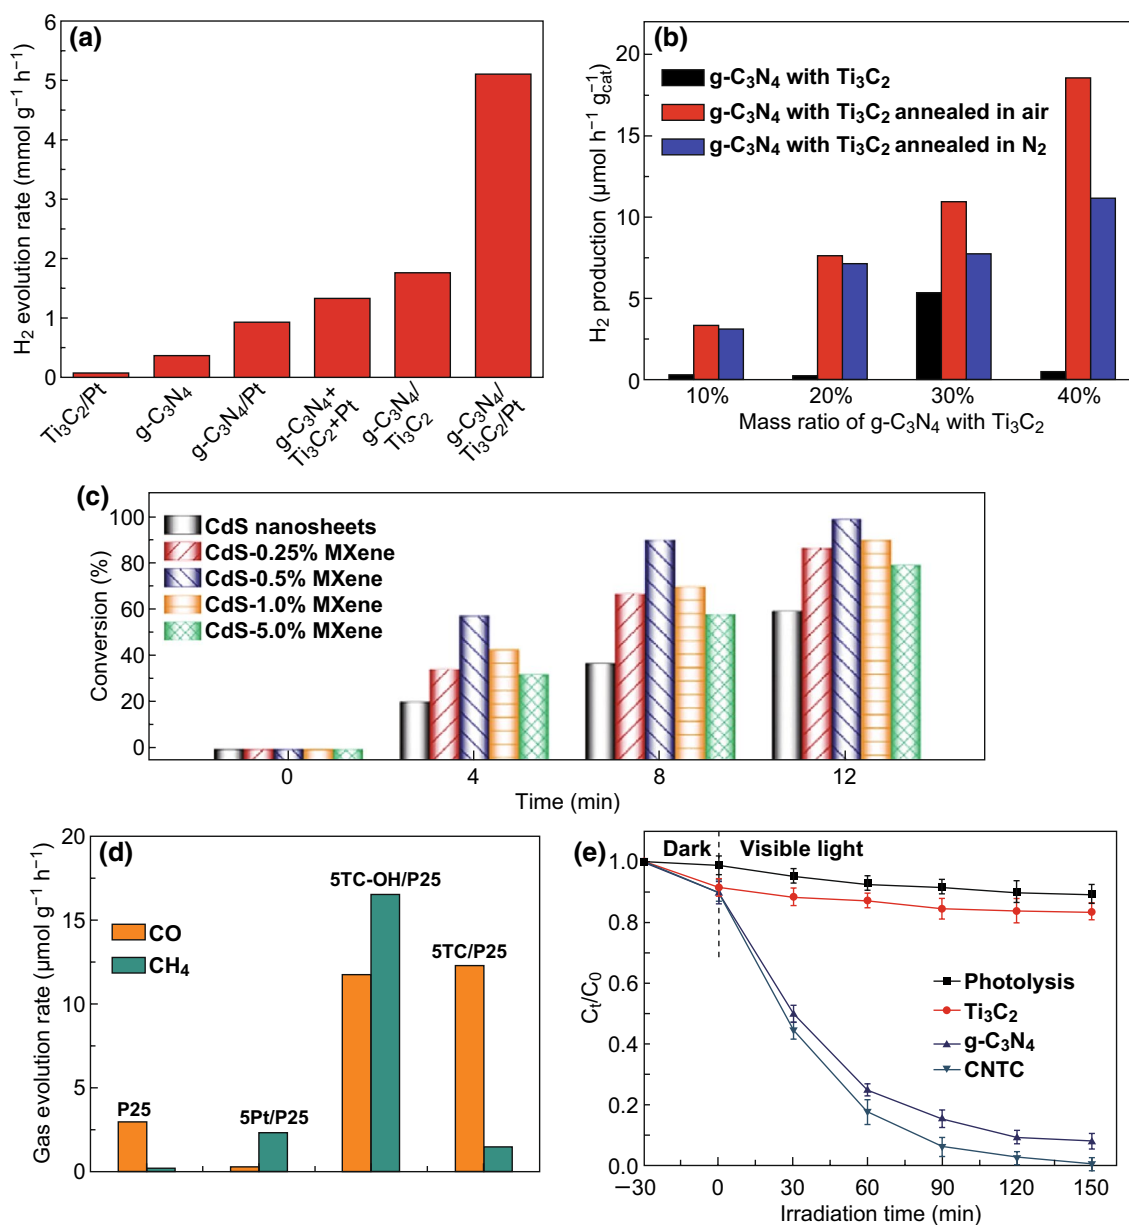 (a)
H₂ evolution rate (mmol g⁻¹ h⁻¹)
6
5
4
3
2
1
0
Ti₃C₂/Pt
g-C₃N₄
g-C₃N₄/Pt
g-C₃N₄+
Ti₃C₂+Pt
g-C₃N₄/
Ti₃C₂
g-C₃N₄/
Ti₃C₂/Pt
(b)
H₂ production (µmol h⁻¹ g⁻¹cat)
20
15
10
5
0
g-C₃N₄ with Ti₃C₂
g-C₃N₄ with Ti₃C₂ annealed in air
g-C₃N₄ with Ti₃C₂ annealed in N₂
10% 20% 30% 40%
Mass ratio of g-C₃N₄ with Ti₃C₂
(c)
Conversion (%)
100
80
60
40
20
0
CdS nanosheets
CdS-0.25% MXene
CdS-0.5% MXene
CdS-1.0% MXene
CdS-5.0% MXene
0 4 8 12
Time (min)
(d)
Gas evolution rate (µmol g⁻¹ h⁻¹)
20
15
10
5
0
CO
CH₄
P25
5Pt/P25
5TC-OH/P25
5TC/P25
(e)
Dark Visible light
Cₜ/C₀
1.0
0.8
0.6
0.4
0.2
0.0
Photolysis
Ti₃C₂
g-C₃N₄
CNTC
−30 0 30 60 90 120 150
Irradiation time (min)